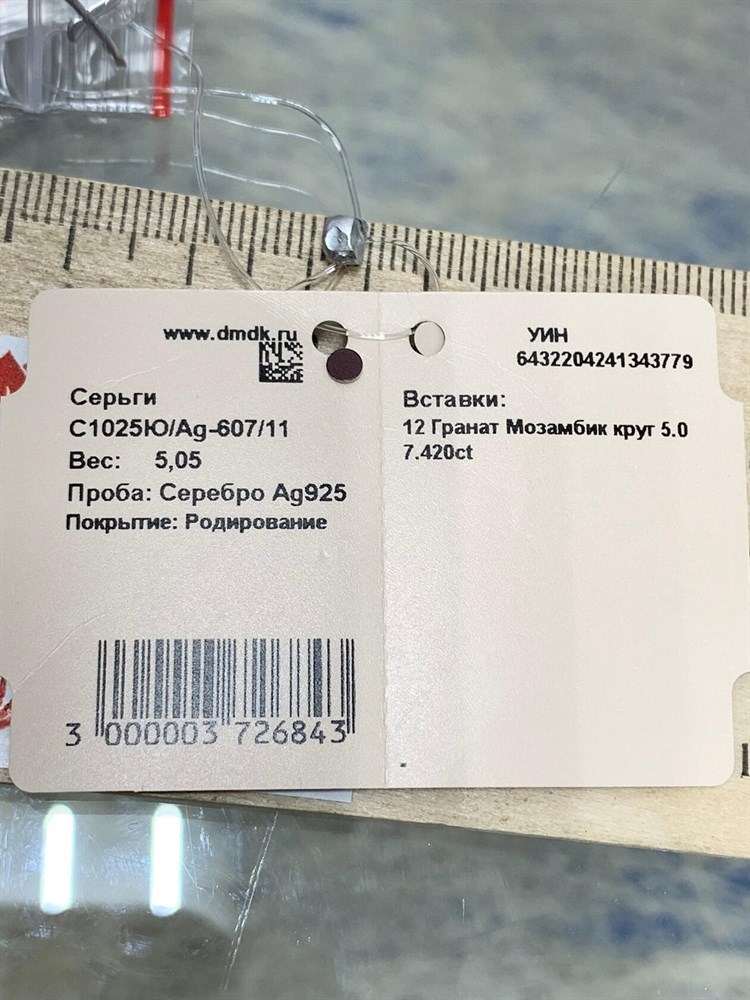 www.dmdk.ru
Серьги
С1025Ю/Ag-607/11
Вес: 5,05
Проба: Серебро Ag925
Покрытие: Родирование
3 000003 726843
УИН
6432204241343779
Вставки:
12 Гранат Мозамбик круг 5.0
7.420ct